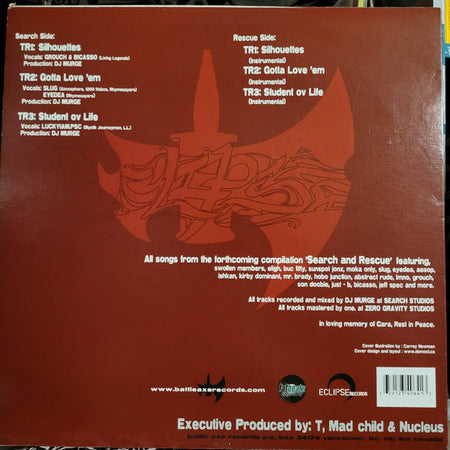 Search Side:
TR1: Silhouettes
Vocals: GROUCH & BICASSO (Living Legends)
Production: DJ MURGE
TR2: Gotta Love 'em
Vocals: SLUG (Atmosphere, 1200 Hobos, Rhymesayers)
EYEDEA (Rhymesayers)
Production: DJ MURGE
TR3: Student ov Life
Vocals: LUCKYIAM.PSC (Mystik Journeymen, L.L.)
Production: DJ MURGE
Rescue Side:
TR1: Silhouettes
(Instrumental)
TR2: Gotta Love 'em
(Instrumental)
TR3: Student ov Life
(Instrumental)
All songs from the forthcoming compilation 'Search and Rescue' featuring,
swollen members, eligh, buc fifty, sunspot jonz, moka only, slug, eyedea, aesop,
ishkan, kirby dominant, mr. brady, hobo junction, abstract rude, lmno, grouch,
son doobie, just - b, bicasso, jeff spec and more.
All tracks recorded and mixed by DJ MURGE at SEARCH STUDIOS
All tracks mastered by one. at ZERO GRAVITY STUDIOS
In loving memory of Cara, Rest in Peace.
Cover Illustration by : Correy Newman
Cover design and layout : www.demset.ca
www.battleaxerecords.com
ECLIPSE RECORDS
Executive Produced by: T, Mad child & Nucleus
battle axe records p.o. box 34174 vancouver, bc. v6j 4n1 canada